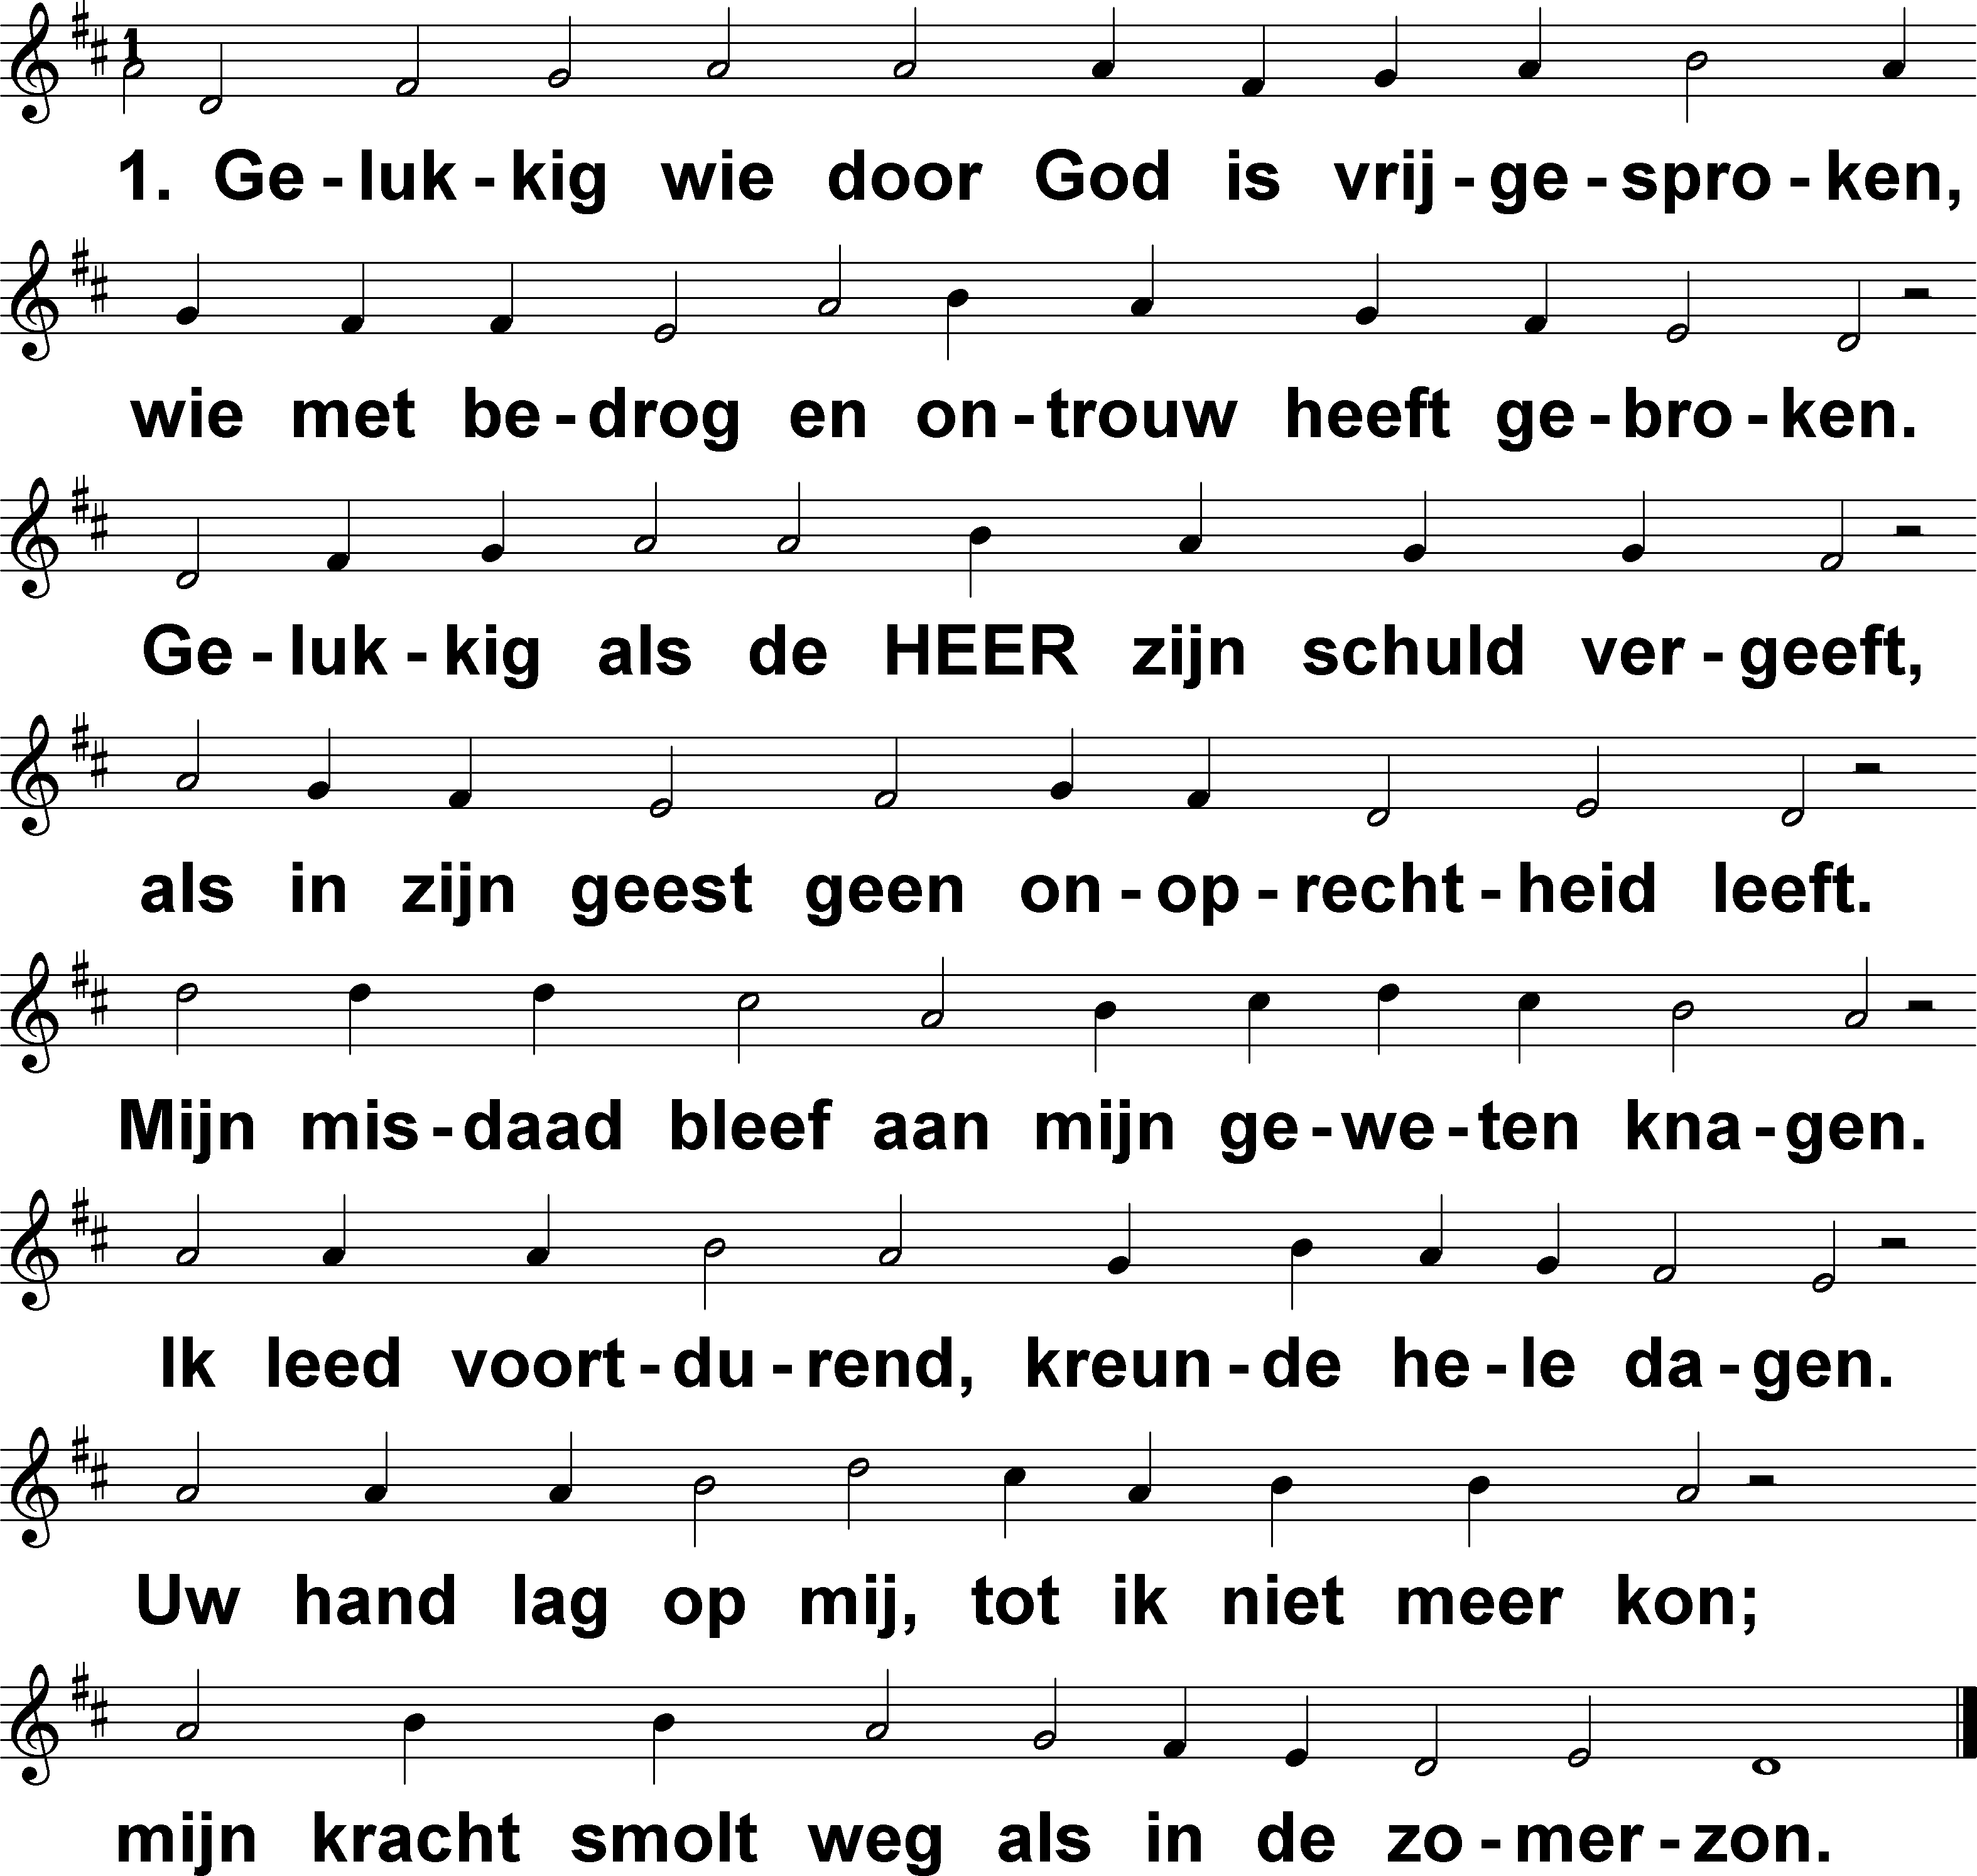 1
1. Ge - luk - kig wie door God is vrij - ge - spro - ken,
wie met be - drog en on - trouw heeft ge - bro - ken.
Ge - luk - kig als de HEER zijn schuld ver - geeft,
als in zijn geest geen on - op - recht - heid leeft.
Mijn mis - daad bleef aan mijn ge - we - ten kna - gen.
Ik leed voort - du - rend, kreun - de he - le da - gen.
Uw hand lag op mij, tot ik niet meer kon;
mijn kracht smolt weg als in de zo - mer - zon.